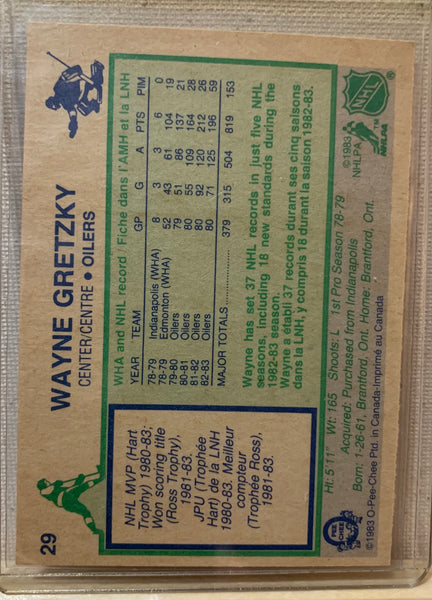 29
WAYNE GRETZKY
CENTER/CENTRE • OILERS
NHL MVP (Hart
Trophy) 1980-83;
Won scoring title
(Ross Trophy),
1981-83.
JPU (Trophée
Hart) de la LNH
1980-83. Meilleur
compteur
(Trophée Ross),
1981-83.
WHA and NHL record / Fiche dans l'AMH et la LNH
YEAR TEAM GP G A PTS PIM
78-79 Indianapolis (WHA) 8 3 3 6 0
78-79 Edmonton (WHA) 52 43 61 104 19
79-80 Oilers 79 51 86 137 21
80-81 Oilers 80 55 109 164 28
81-82 Oilers 80 92 120 212 26
82-83 Oilers 80 71 125 196 59
MAJOR TOTALS 379 315 504 819 153
Wayne has set 37 NHL records in just five NHL
seasons, including 18 new standards during the
1982-83 season.
Wayne a établi 37 records durant ses cinq saisons
dans la LNH, y compris 18 durant la saison 1982-83.
NHL ®
©1983
NHLPA
NHLPA
Ht: 5'11" Wt: 165 Shoots: L 1st Pro Season 78-79
Acquired: Purchased from Indianapolis
Born: 1-26-61, Brantford, Ont. Home: Brantford, Ont.
O
PEE
CHEE
©1983 O-Pee-Chee Ptd. in Canada-Imprimé au Canada